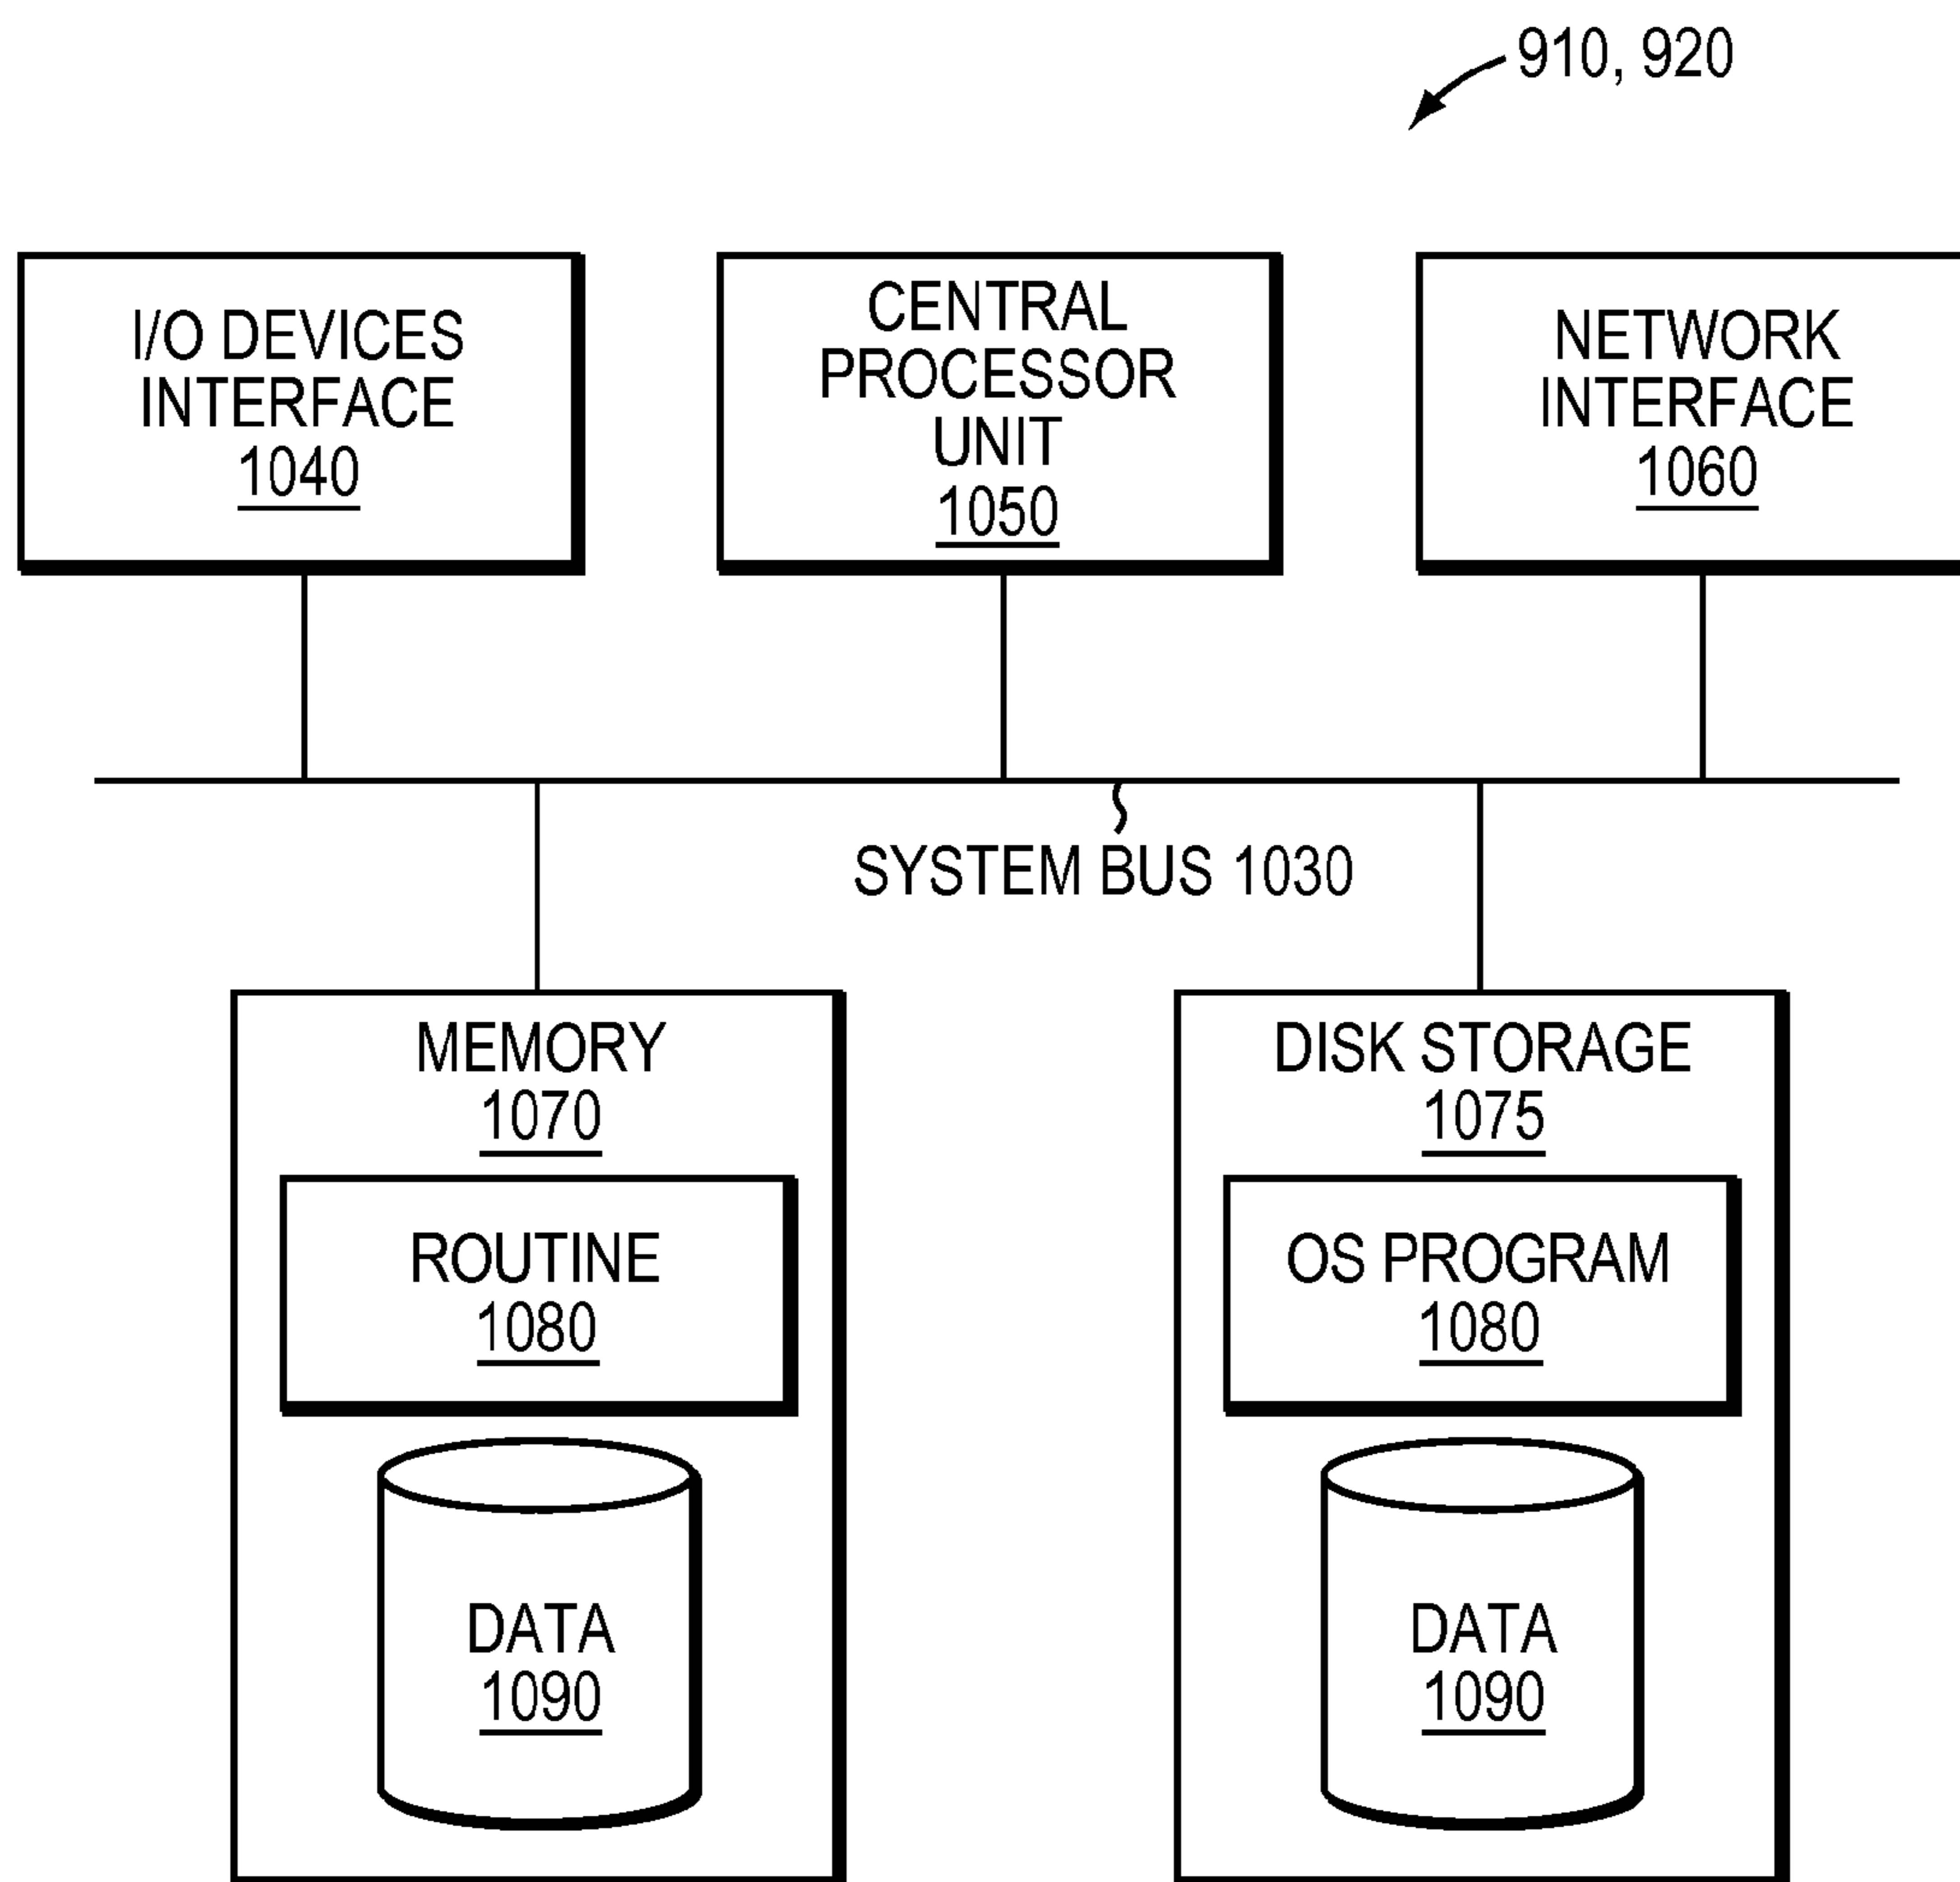 910, 920
I/O DEVICES
INTERFACE
1040
CENTRAL
PROCESSOR
UNIT
1050
NETWORK
INTERFACE
1060
SYSTEM BUS 1030
MEMORY
1070
ROUTINE
1080
DATA
1090
DISK STORAGE
1075
OS PROGRAM
1080
DATA
1090